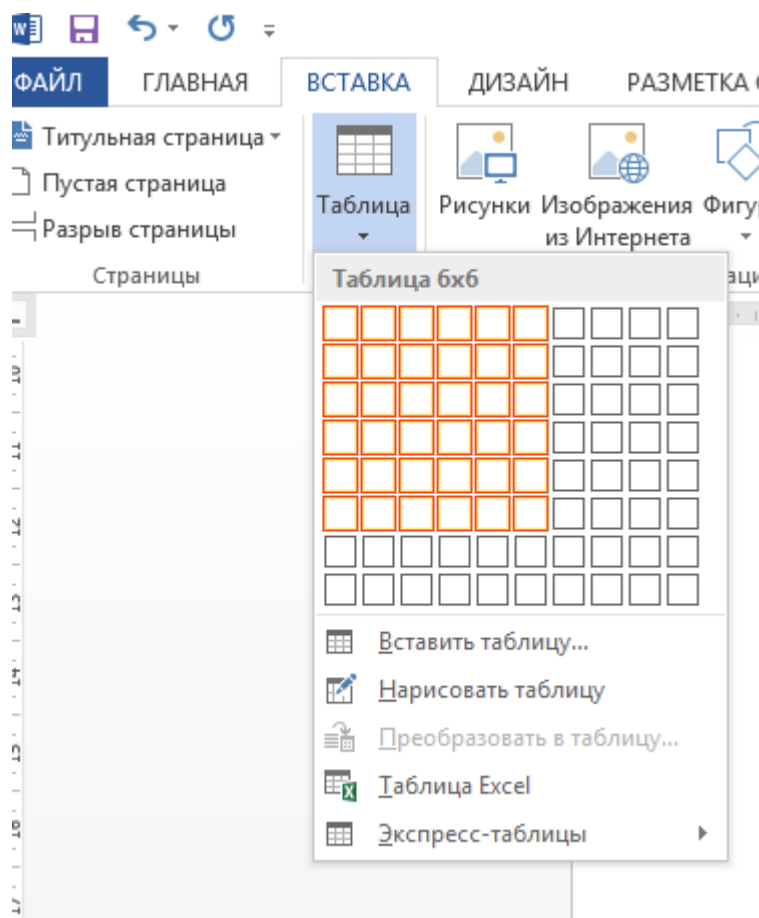 ФАЙЛ ГЛАВНАЯ ВСТАВКА ДИЗАЙН РАЗМЕТКА
Титульная страница
Пустая страница
Разрыв страницы
Таблица Рисунки Изображения
из Интернета
Страницы
Таблица 6x6
Вставить таблицу...
Нарисовать таблицу
Преобразовать в таблицу...
Таблица Excel
Экспресс-таблицы